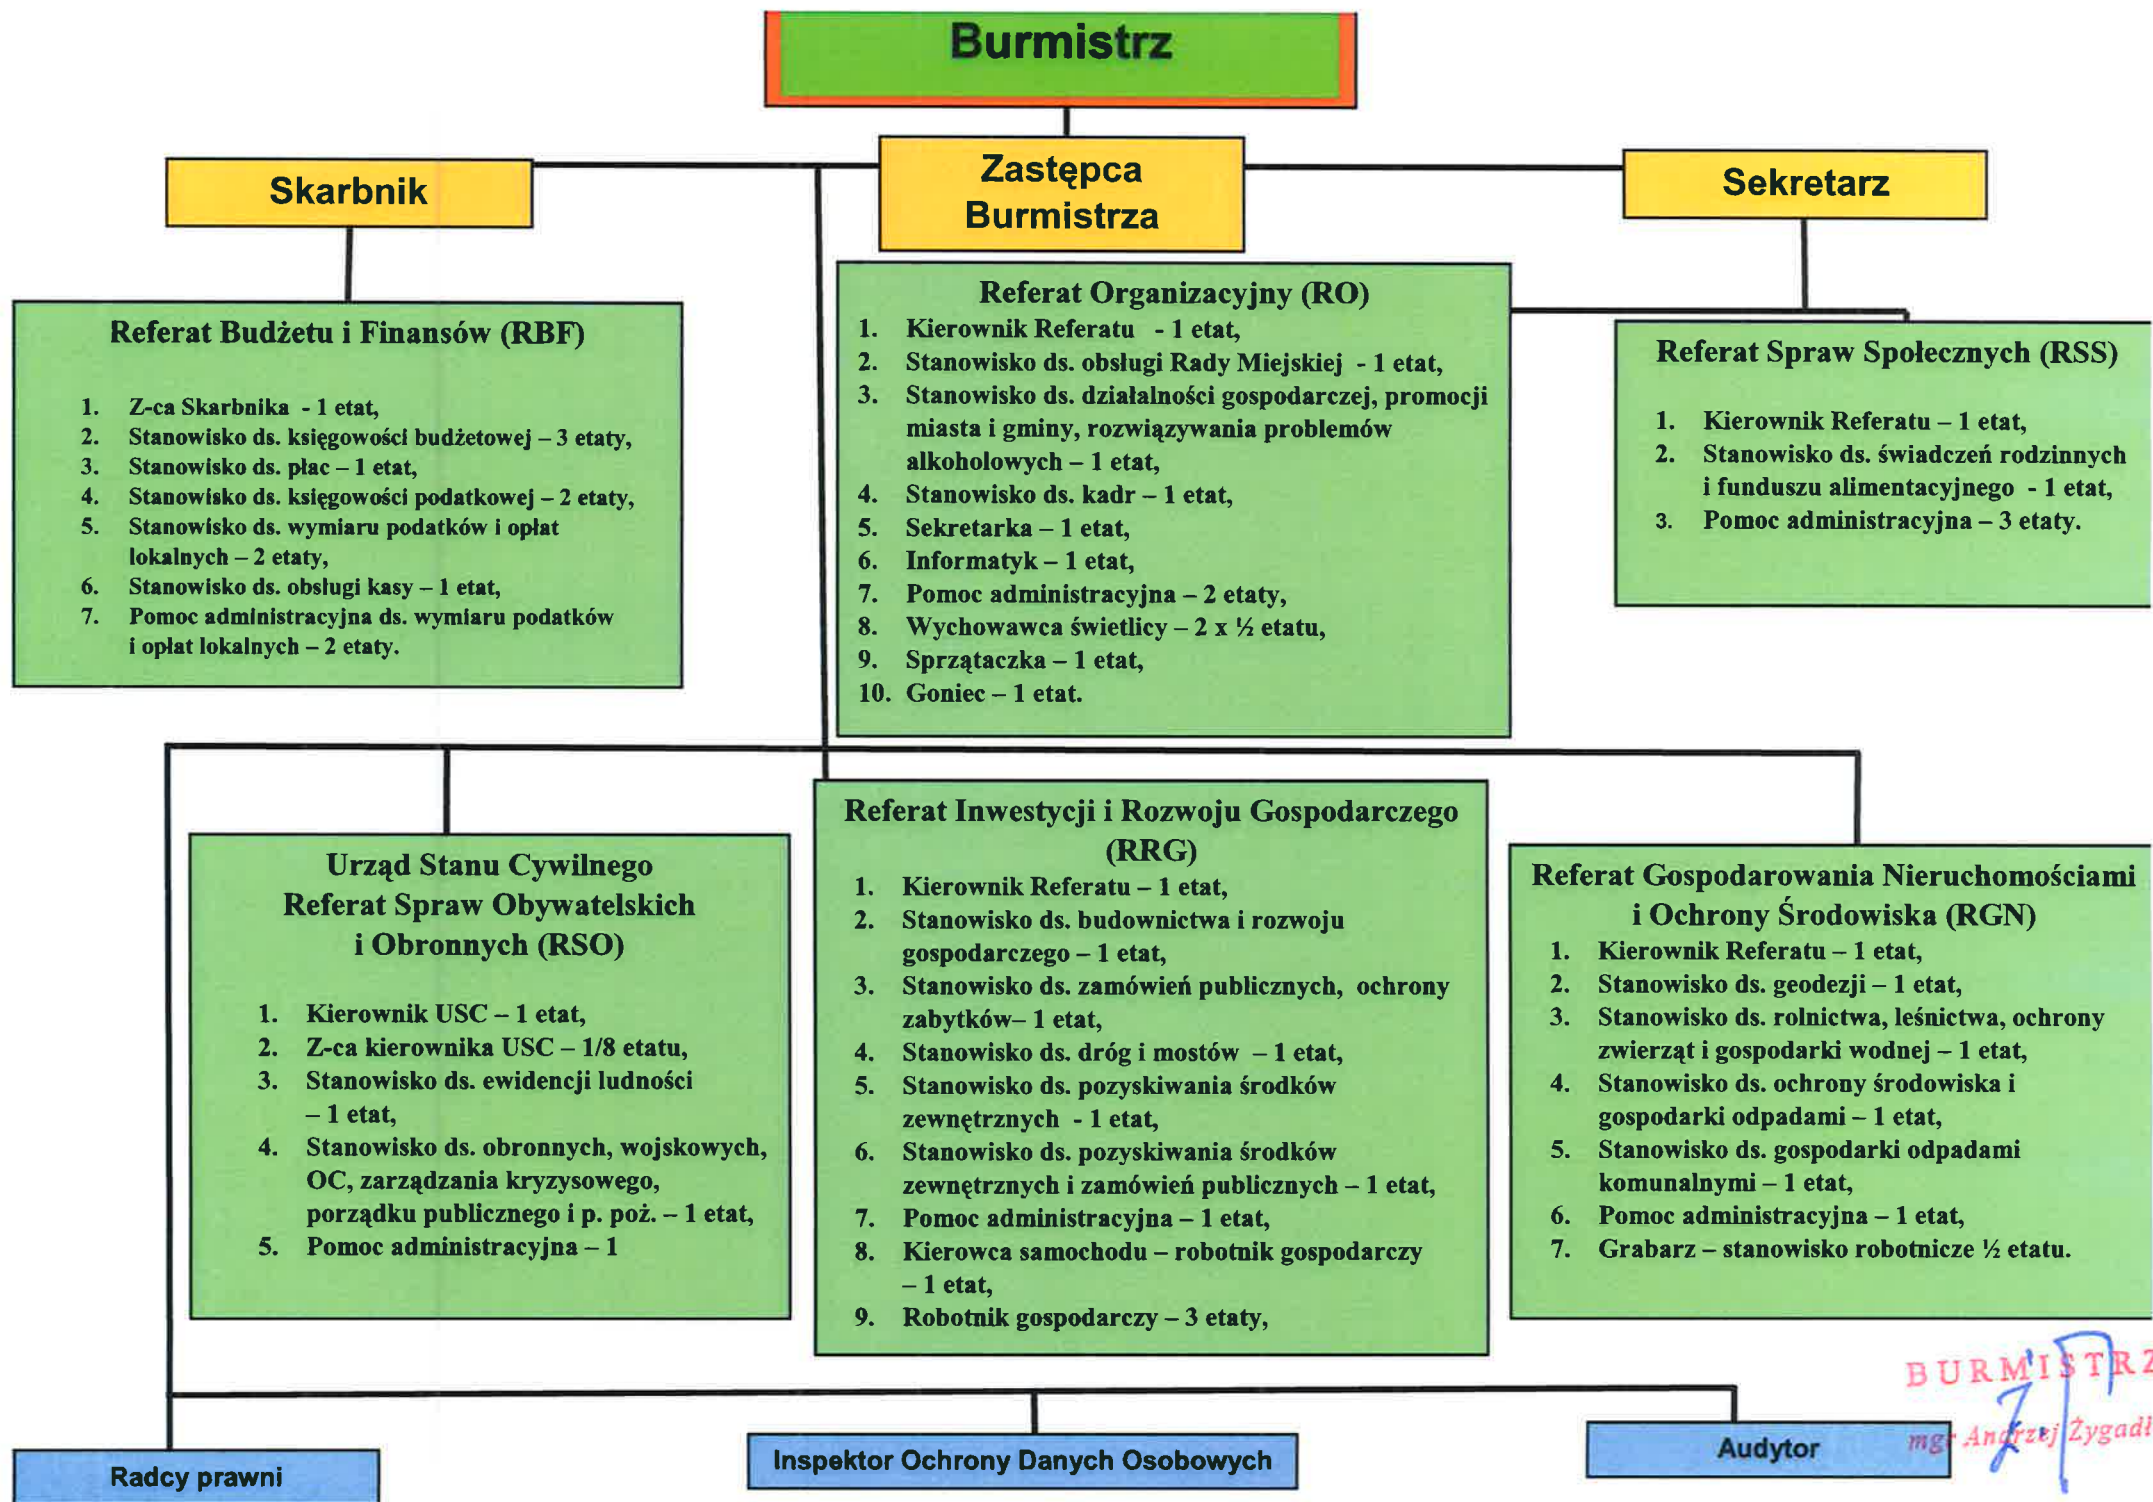 Burmistrz
Skarbnik
Zastępca
Burmistrza
Sekretarz
Referat Budżetu i Finansów (RBF)
1. Z-ca Skarbnika - 1 etat,
2. Stanowisko ds. księgowości budżetowej – 3 etaty,
3. Stanowisko ds. płac – 1 etat,
4. Stanowisko ds. księgowości podatkowej – 2 etaty,
5. Stanowisko ds. wymiaru podatków i opłat
lokalnych – 2 etaty,
6. Stanowisko ds. obsługi kasy – 1 etat,
7. Pomoc administracyjna ds. wymiaru podatków
i opłat lokalnych – 2 etaty.
Referat Organizacyjny (RO)
1. Kierownik Referatu - 1 etat,
2. Stanowisko ds. obsługi Rady Miejskiej - 1 etat,
3. Stanowisko ds. działalności gospodarczej, promocji
miasta i gminy, rozwiązywania problemów
alkoholowych – 1 etat,
4. Stanowisko ds. kadr – 1 etat,
5. Sekretarka – 1 etat,
6. Informatyk – 1 etat,
7. Pomoc administracyjna – 2 etaty,
8. Wychowawca świetlicy – 2 x ½ etatu,
9. Sprzątaczka – 1 etat,
10. Goniec – 1 etat.
Referat Spraw Społecznych (RSS)
1. Kierownik Referatu – 1 etat,
2. Stanowisko ds. świadczeń rodzinnych
i funduszu alimentacyjnego - 1 etat,
3. Pomoc administracyjna – 3 etaty.
Urząd Stanu Cywilnego
Referat Spraw Obywatelskich
i Obronnych (RSO)
1. Kierownik USC – 1 etat,
2. Z-ca kierownika USC – 1/8 etatu,
3. Stanowisko ds. ewidencji ludności
– 1 etat,
4. Stanowisko ds. obronnych, wojskowych,
OC, zarządzania kryzysowego,
porządku publicznego i p. poż. – 1 etat,
5. Pomoc administracyjna – 1
Referat Inwestycji i Rozwoju Gospodarczego
(RRG)
1. Kierownik Referatu – 1 etat,
2. Stanowisko ds. budownictwa i rozwoju
gospodarczego – 1 etat,
3. Stanowisko ds. zamówień publicznych, ochrony
zabytków– 1 etat,
4. Stanowisko ds. dróg i mostów – 1 etat,
5. Stanowisko ds. pozyskiwania środków
zewnętrznych - 1 etat,
6. Stanowisko ds. pozyskiwania środków
zewnętrznych i zamówień publicznych – 1 etat,
7. Pomoc administracyjna – 1 etat,
8. Kierowca samochodu – robotnik gospodarczy
– 1 etat,
9. Robotnik gospodarczy – 3 etaty,
Referat Gospodarowania Nieruchomościami
i Ochrony Środowiska (RGN)
1. Kierownik Referatu – 1 etat,
2. Stanowisko ds. geodezji – 1 etat,
3. Stanowisko ds. rolnictwa, leśnictwa, ochrony
zwierząt i gospodarki wodnej – 1 etat,
4. Stanowisko ds. ochrony środowiska i
gospodarki odpadami – 1 etat,
5. Stanowisko ds. gospodarki odpadami
komunalnymi – 1 etat,
6. Pomoc administracyjna – 1 etat,
7. Grabarz – stanowisko robotnicze ½ etatu.
BURMISTRZ
mgr Andrzej Żygadł
Radcy prawni
Inspektor Ochrony Danych Osobowych
Audytor